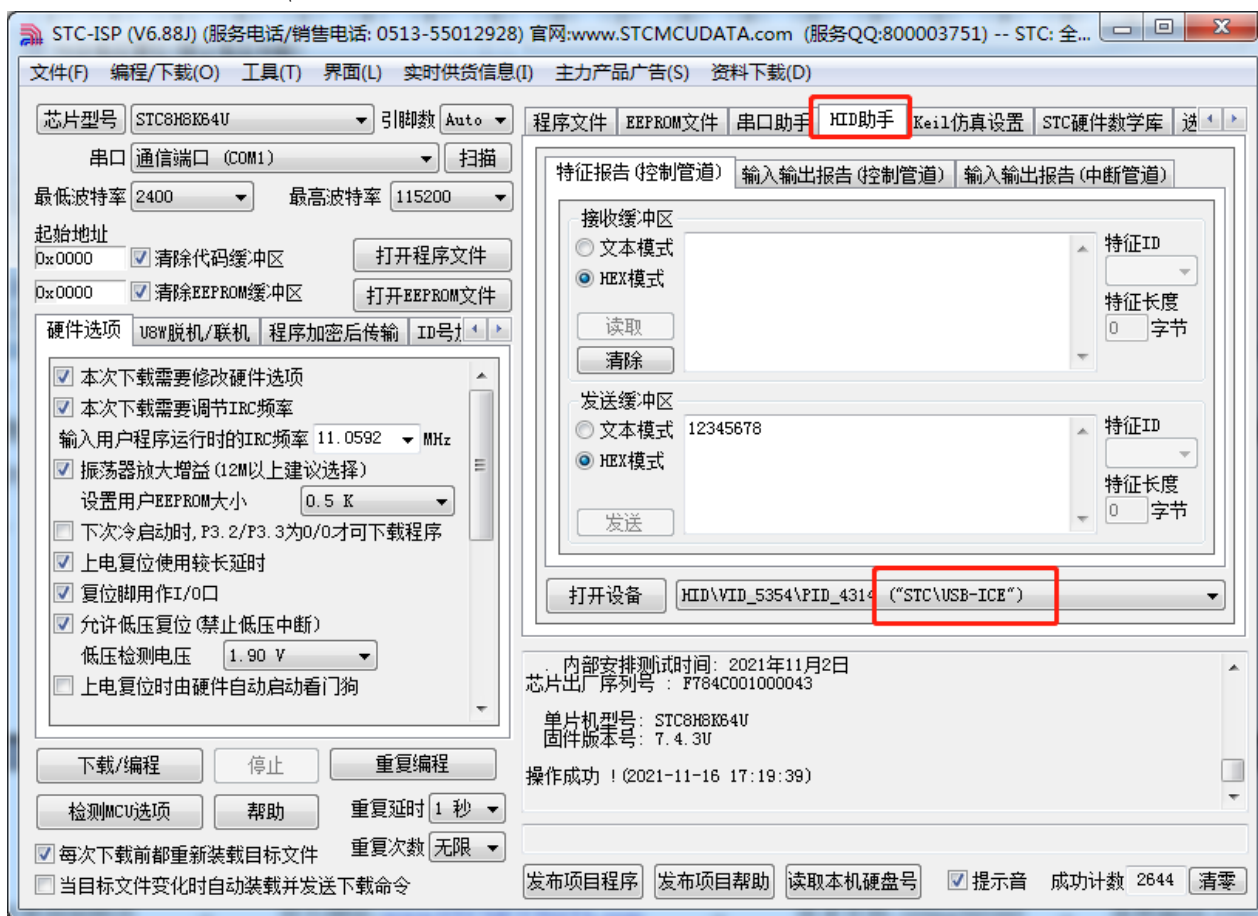 STC-ISP (V6.88J) (服务电话/销售电话: 0513-55012928) 官网:www.STCMCUDATA.com (服务QQ:800003751) -- STC: 全...
文件(F) 编程/下载(O) 工具(T) 界面(L) 实时供货信息(I) 主力产品广告(S) 资料下载(D)
芯片型号 STC8H8K64U 引脚数 Auto
串口 通信端口 (COM1) 扫描
最低波特率 2400 最高波特率 115200
起始地址
0x0000 清除代码缓冲区 打开程序文件
0x0000 清除EEPROM缓冲区 打开EEPROM文件
硬件选项 U8W脱机/联机 程序加密后传输
本次下载需要修改硬件选项
本次下载需要调节IRC频率
输入用户程序运行时的IRC频率 11.0592 MHz
振荡器放大增益(12M以上建议选择)
设置用户EEPROM大小 0.5 K
下次冷启动时,P3.2/P3.3为0/0才可下载程序
上电复位使用较长延时
复位脚用作I/O口
允许低压复位(禁止低压中断)
低压检测电压 1.90 V
上电复位时由硬件自动启动看门狗
下载/编程 停止 重复编程
检测MCU选项 帮助 重复延时 1 秒
每次下载前都重新装载目标文件 重复次数 无限
当目标文件变化时自动装载并发送下载命令
程序文件 EEPROM文件 串口助手 HID助手 Keil仿真设置 STC硬件数学库
特征报告(控制管道) 输入输出报告(控制管道) 输入输出报告(中断管道)
接收缓冲区
文本模式
HEX模式
读取
清除
特征ID
特征长度
0 字节
发送缓冲区
文本模式 12345678
HEX模式
发送
特征ID
特征长度
0 字节
打开设备 HID\VID_5354\PID_4314 ("STC\USB-ICE")
. 内部安排测试时间: 2021年11月2日
芯片出厂序列号 : F784C001000043
单片机型号: STC8H8K64U
固件版本号: 7.4.3U
操作成功 !(2021-11-16 17:19:39)
发布项目程序 发布项目帮助 读取本机硬盘号 提示音 成功计数 2644 清零